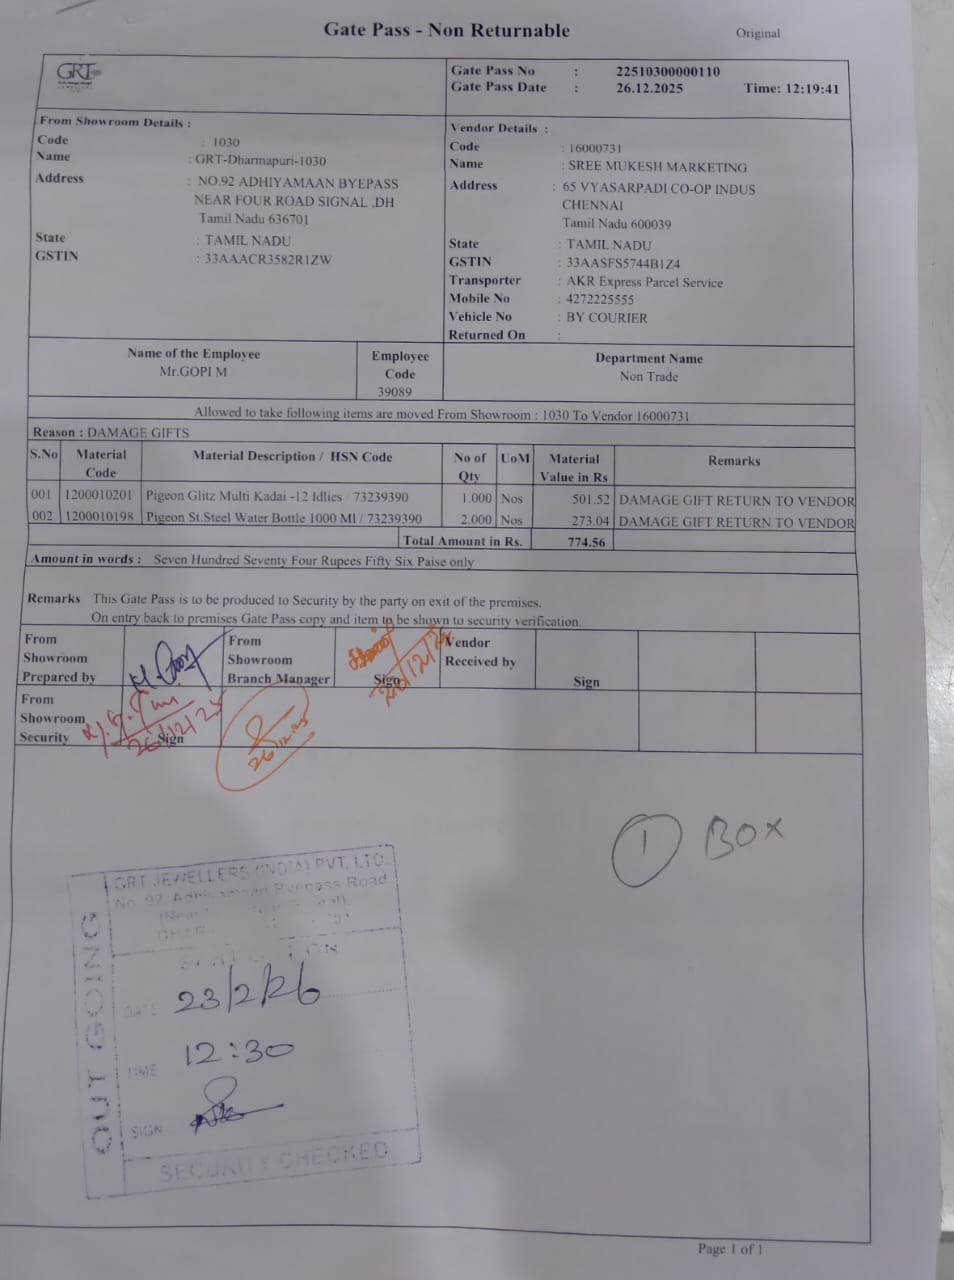 Gate Pass - Non Returnable
Original
GRT
JEWELLERS
Gate Pass No : 22510300000110
Gate Pass Date : 26.12.2025 Time: 12:19:41
From Showroom Details :
Code : 1030
Name : GRT-Dharmapuri-1030
Address : NO.92 ADHIYAMAAN BYEPASS
NEAR FOUR ROAD SIGNAL ,DH
Tamil Nadu 636701
State : TAMIL NADU
GSTIN : 33AAACR3582R1ZW
Vendor Details :
Code : 16000731
Name : SREE MUKESH MARKETING
Address : 65 VYASARPADI CO-OP INDUS
CHENNAI
Tamil Nadu 600039
State : TAMIL NADU
GSTIN : 33AASFS5744B1Z4
Transporter : AKR Express Parcel Service
Mobile No : 4272225555
Vehicle No : BY COURIER
Returned On :
Name of the Employee
Mr.GOPI M
Employee
Code
39089
Department Name
Non Trade
Allowed to take following items are moved From Showroom : 1030 To Vendor 16000731
Reason : DAMAGE GIFTS
S.No Material Code Material Description / HSN Code No of Qty UoM Material Value in Rs Remarks
001 1200010201 Pigeon Glitz Multi Kadai -12 Idlies / 73239390 1.000 Nos 501.52 DAMAGE GIFT RETURN TO VENDOR
002 1200010198 Pigeon St.Steel Water Bottle 1000 Ml / 73239390 2.000 Nos 273.04 DAMAGE GIFT RETURN TO VENDOR
Total Amount in Rs. 774.56
Amount in words : Seven Hundred Seventy Four Rupees Fifty Six Paise only
Remarks This Gate Pass is to be produced to Security by the party on exit of the premises.
On entry back to premises Gate Pass copy and item to be shown to security verification.
From
Showroom
Prepared by
From
Showroom
Branch Manager
Sign
Vendor
Received by
Sign
From
Showroom
Security
Sign
26/12/25
26.12.25
1 BOX
GRT JEWELLERS (INDIA) PVT. LTD.
No. 92, Byepass Road
OUT GOING
DATE 23/2/26
TIME 12:30
SIGN
SECURITY CHECKED
Page 1 of 1